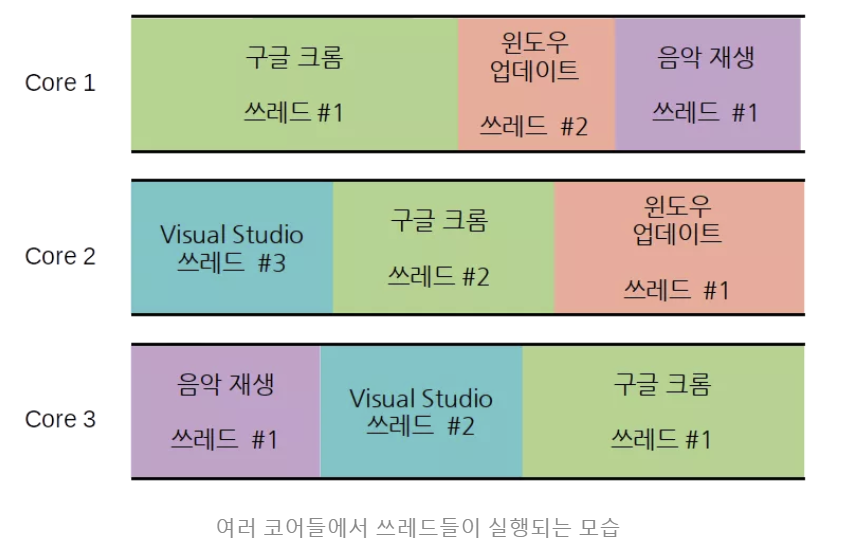 Core 1
구글 크롬
쓰레드 #1
윈도우
업데이트
쓰레드 #2
음악 재생
쓰레드 #1
Core 2
Visual Studio
쓰레드 #3
구글 크롬
쓰레드 #2
윈도우
업데이트
쓰레드 #1
Core 3
음악 재생
쓰레드 #1
Visual Studio
쓰레드 #2
구글 크롬
쓰레드 #1
여러 코어들에서 쓰레드들이 실행되는 모습